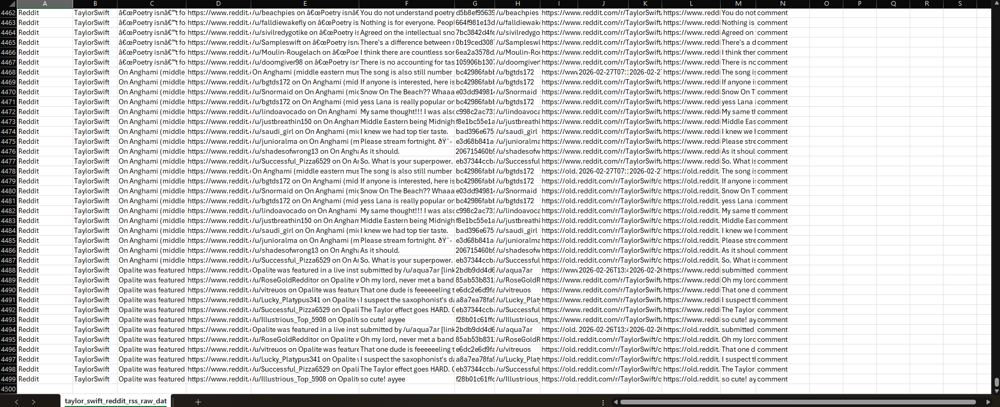 A B C D E F G H I J K L M N O P Q R S
4462 Reddit TaylorSwift â€œPoetry isnâ€™t fo https://www.reddit. /u/beachpies on â€œPoetry isnâ€ You do not understand poetry d5b8ef95639 /u/beachpies https://www.reddit.com/r/TaylorSwift/ https://www.reddi You do not comment
4463 Reddit TaylorSwift â€œPoetry isnâ€™t fo https://www.reddit. /u/falldiewakefly on â€œPoetry is Nothing is for everyone. Peopl 664f981e13d /u/falldiewak https://www.reddit.com/r/TaylorSwift/ https://www.reddi Nothing is comment
4464 Reddit TaylorSwift â€œPoetry isnâ€™t fo https://www.reddit. /u/sivilredygotike on â€œPoetry is Agreed on the intellectual sno 7bc3842d4fe /u/sivilredygo https://www.reddit.com/r/TaylorSwift/ https://www.reddi Agreed on comment
4465 Reddit TaylorSwift â€œPoetry isnâ€™t fo https://www.reddit. /u/Sampleswift on â€œPoetry isn There's a difference between 0b19ced308 /u/Sampleswi https://www.reddit.com/r/TaylorSwift/ https://www.reddi There's a d comment
4466 Reddit TaylorSwift â€œPoetry isnâ€™t fo https://www.reddit. /u/Moulin-Rougelach on â€œPoe I think there are countless sor 6ea2a3578d /u/Moulin-Ro https://www.reddit.com/r/TaylorSwift/ https://www.reddi I think ther comment
4467 Reddit TaylorSwift â€œPoetry isnâ€™t fo https://www.reddit. /u/doomgiver98 on â€œPoetry isr There is no accounting for tas 105906b1307 /u/doomgiver https://www.reddit.com/r/TaylorSwift/ https://www.reddi There is no comment
4468 Reddit TaylorSwift On Anghami (middle https://www.reddit. On Anghami (middle eastern mus The song is also still number bc42986fabb /u/bgtds172 https://www 2026-02-27T07: 2026-02-2 https://www.reddi The song is comment
4469 Reddit TaylorSwift On Anghami (middle https://www.reddit. /u/bgtds172 on On Anghami (mid If anyone is interested, here is bc42986fabb /u/bgtds172 https://www.reddit.com/r/TaylorSwift/ https://www.reddi If anyone is comment
4470 Reddit TaylorSwift On Anghami (middle https://www.reddit. /u/Snormaid on On Anghami (mi Snow On The Beach?? Whaaa e03dd949814 /u/Snormaid https://www.reddit.com/r/TaylorSwift/ https://www.reddi Snow On T comment
4471 Reddit TaylorSwift On Anghami (middle https://www.reddit. /u/bgtds172 on On Anghami (mid yess Lana is really popular on bc42986fabb /u/bgtds172 https://www.reddit.com/r/TaylorSwift/ https://www.reddi yess Lana i comment
4472 Reddit TaylorSwift On Anghami (middle https://www.reddit. /u/lindoavocado on On Anghami My same thought!!! I was also c998c2ac731 /u/lindoavoca https://www.reddit.com/r/TaylorSwift/ https://www.reddi My same th comment
4473 Reddit TaylorSwift On Anghami (middle https://www.reddit. /u/justbreathin150 on On Angham Middle Eastern being Midnigh f8e1bc55e1a /u/justbreathi https://www.reddit.com/r/TaylorSwift/ https://www.reddi Middle Eas comment
4474 Reddit TaylorSwift On Anghami (middle https://www.reddit. /u/saudi_girl on On Anghami (mi I knew we had top tier taste. bad396e675 /u/saudi_girl https://www.reddit.com/r/TaylorSwift/ https://www.reddi I knew we h comment
4475 Reddit TaylorSwift On Anghami (middle https://www.reddit. /u/junioralma on On Anghami (m Please stream fortnight. ðŸ˜- e3d68b841a /u/junioralma https://www.reddit.com/r/TaylorSwift/ https://www.reddi Please stre comment
4476 Reddit TaylorSwift On Anghami (middle https://www.reddit. /u/shadesofwrong13 on On Angha As it should. 206715460b9 /u/shadesofw https://www.reddit.com/r/TaylorSwift/ https://www.reddi As it shoul comment
4477 Reddit TaylorSwift On Anghami (middle https://www.reddit. /u/Successful_Pizza6529 on On A So. What is your superpower. eb37344ccb /u/Successful https://www.reddit.com/r/TaylorSwift/ https://www.reddi So. What is comment
4478 Reddit TaylorSwift On Anghami (middle https://www.reddit. On Anghami (middle eastern mus The song is also still number bc42986fabb /u/bgtds172 https://old. 2026-02-27T07: 2026-02-2 https://old.reddit. The song is comment
4479 Reddit TaylorSwift On Anghami (middle https://www.reddit. /u/bgtds172 on On Anghami (mid If anyone is interested, here is bc42986fabb /u/bgtds172 https://old.reddit.com/r/TaylorSwift/c https://old.reddit. If anyone is comment
4480 Reddit TaylorSwift On Anghami (middle https://www.reddit. /u/Snormaid on On Anghami (mi Snow On The Beach?? Whaaa e03dd949814 /u/Snormaid https://old.reddit.com/r/TaylorSwift/c https://old.reddit. Snow On T comment
4481 Reddit TaylorSwift On Anghami (middle https://www.reddit. /u/bgtds172 on On Anghami (mid yess Lana is really popular on bc42986fabb /u/bgtds172 https://old.reddit.com/r/TaylorSwift/c https://old.reddit. yess Lana i comment
4482 Reddit TaylorSwift On Anghami (middle https://www.reddit. /u/lindoavocado on On Anghami My same thought!!! I was also c998c2ac731 /u/lindoavoca https://old.reddit.com/r/TaylorSwift/c https://old.reddit. My same th comment
4483 Reddit TaylorSwift On Anghami (middle https://www.reddit. /u/justbreathin150 on On Angham Middle Eastern being Midnigh f8e1bc55e1a /u/justbreathi https://old.reddit.com/r/TaylorSwift/c https://old.reddit. Middle Eas comment
4484 Reddit TaylorSwift On Anghami (middle https://www.reddit. /u/saudi_girl on On Anghami (mi I knew we had top tier taste. bad396e675 /u/saudi_girl https://old.reddit.com/r/TaylorSwift/c https://old.reddit. I knew we h comment
4485 Reddit TaylorSwift On Anghami (middle https://www.reddit. /u/junioralma on On Anghami (m Please stream fortnight. ðŸ˜- e3d68b841a /u/junioralma https://old.reddit.com/r/TaylorSwift/c https://old.reddit. Please stre comment
4486 Reddit TaylorSwift On Anghami (middle https://www.reddit. /u/shadesofwrong13 on On Angha As it should. 206715460b9 /u/shadesofw https://old.reddit.com/r/TaylorSwift/c https://old.reddit. As it shoul comment
4487 Reddit TaylorSwift On Anghami (middle https://www.reddit. /u/Successful_Pizza6529 on On A So. What is your superpower. eb37344ccb /u/Successful https://old.reddit.com/r/TaylorSwift/c https://old.reddit. So. What is comment
4488 Reddit TaylorSwift Opalite was featured https://www.reddit. Opalite was featured in a live inst submitted by /u/aqua7ar [link 2bdb9dd4d6 /u/aqua7ar https://www 2026-02-26T13: 2026-02-2 https://www.reddi submitted comment
4489 Reddit TaylorSwift Opalite was featured https://www.reddit. /u/RoseGoldRedditor on Opalite w Oh my lord, never met a band 85ab53b831 /u/RoseGoldR https://www.reddit.com/r/TaylorSwift/ https://www.reddi Oh my lord comment
4490 Reddit TaylorSwift Opalite was featured https://www.reddit. /u/vitreuos on Opalite was feature That one dude is feeeeeeling t e6dc2e6d9fa /u/vitreuos https://www.reddit.com/r/TaylorSwift/ https://www.reddi That one d comment
4491 Reddit TaylorSwift Opalite was featured https://www.reddit. /u/Lucky_Platypus341 on Opalite I suspect the saxophonist's da a8a7ea78fa9 /u/Lucky_Plat https://www.reddit.com/r/TaylorSwift/ https://www.reddi I suspect th comment
4492 Reddit TaylorSwift Opalite was featured https://www.reddit. /u/Successful_Pizza6529 on Opali The Taylor effect goes HARD. eb37344ccb /u/Successful https://www.reddit.com/r/TaylorSwift/ https://www.reddi The Taylor comment
4493 Reddit TaylorSwift Opalite was featured https://www.reddit. /u/Illustrious_Top_5908 on Opalit so cute! ayyee f28b01c61ff /u/Illustrious_ https://www.reddit.com/r/TaylorSwift/ https://www.reddi so cute! ay comment
4494 Reddit TaylorSwift Opalite was featured https://www.reddit. Opalite was featured in a live inst submitted by /u/aqua7ar [link 2bdb9dd4d6 /u/aqua7ar https://old. 2026-02-26T13: 2026-02-2 https://old.reddit. submitted comment
4495 Reddit TaylorSwift Opalite was featured https://www.reddit. /u/RoseGoldRedditor on Opalite w Oh my lord, never met a band 85ab53b831 /u/RoseGoldR https://old.reddit.com/r/TaylorSwift/c https://old.reddit. Oh my lord comment
4496 Reddit TaylorSwift Opalite was featured https://www.reddit. /u/vitreuos on Opalite was feature That one dude is feeeeeeling t e6dc2e6d9fa /u/vitreuos https://old.reddit.com/r/TaylorSwift/c https://old.reddit. That one d comment
4497 Reddit TaylorSwift Opalite was featured https://www.reddit. /u/Lucky_Platypus341 on Opalite I suspect the saxophonist's da a8a7ea78fa9 /u/Lucky_Plat https://old.reddit.com/r/TaylorSwift/c https://old.reddit. I suspect th comment
4498 Reddit TaylorSwift Opalite was featured https://www.reddit. /u/Successful_Pizza6529 on Opali The Taylor effect goes HARD. eb37344ccb /u/Successful https://old.reddit.com/r/TaylorSwift/c https://old.reddit. The Taylor comment
4499 Reddit TaylorSwift Opalite was featured https://www.reddit. /u/Illustrious_Top_5908 on Opalit so cute! ayyee f28b01c61ff /u/Illustrious_ https://old.reddit.com/r/TaylorSwift/c https://old.reddit. so cute! ay comment
4500
taylor_swift_reddit_rss_raw_dat